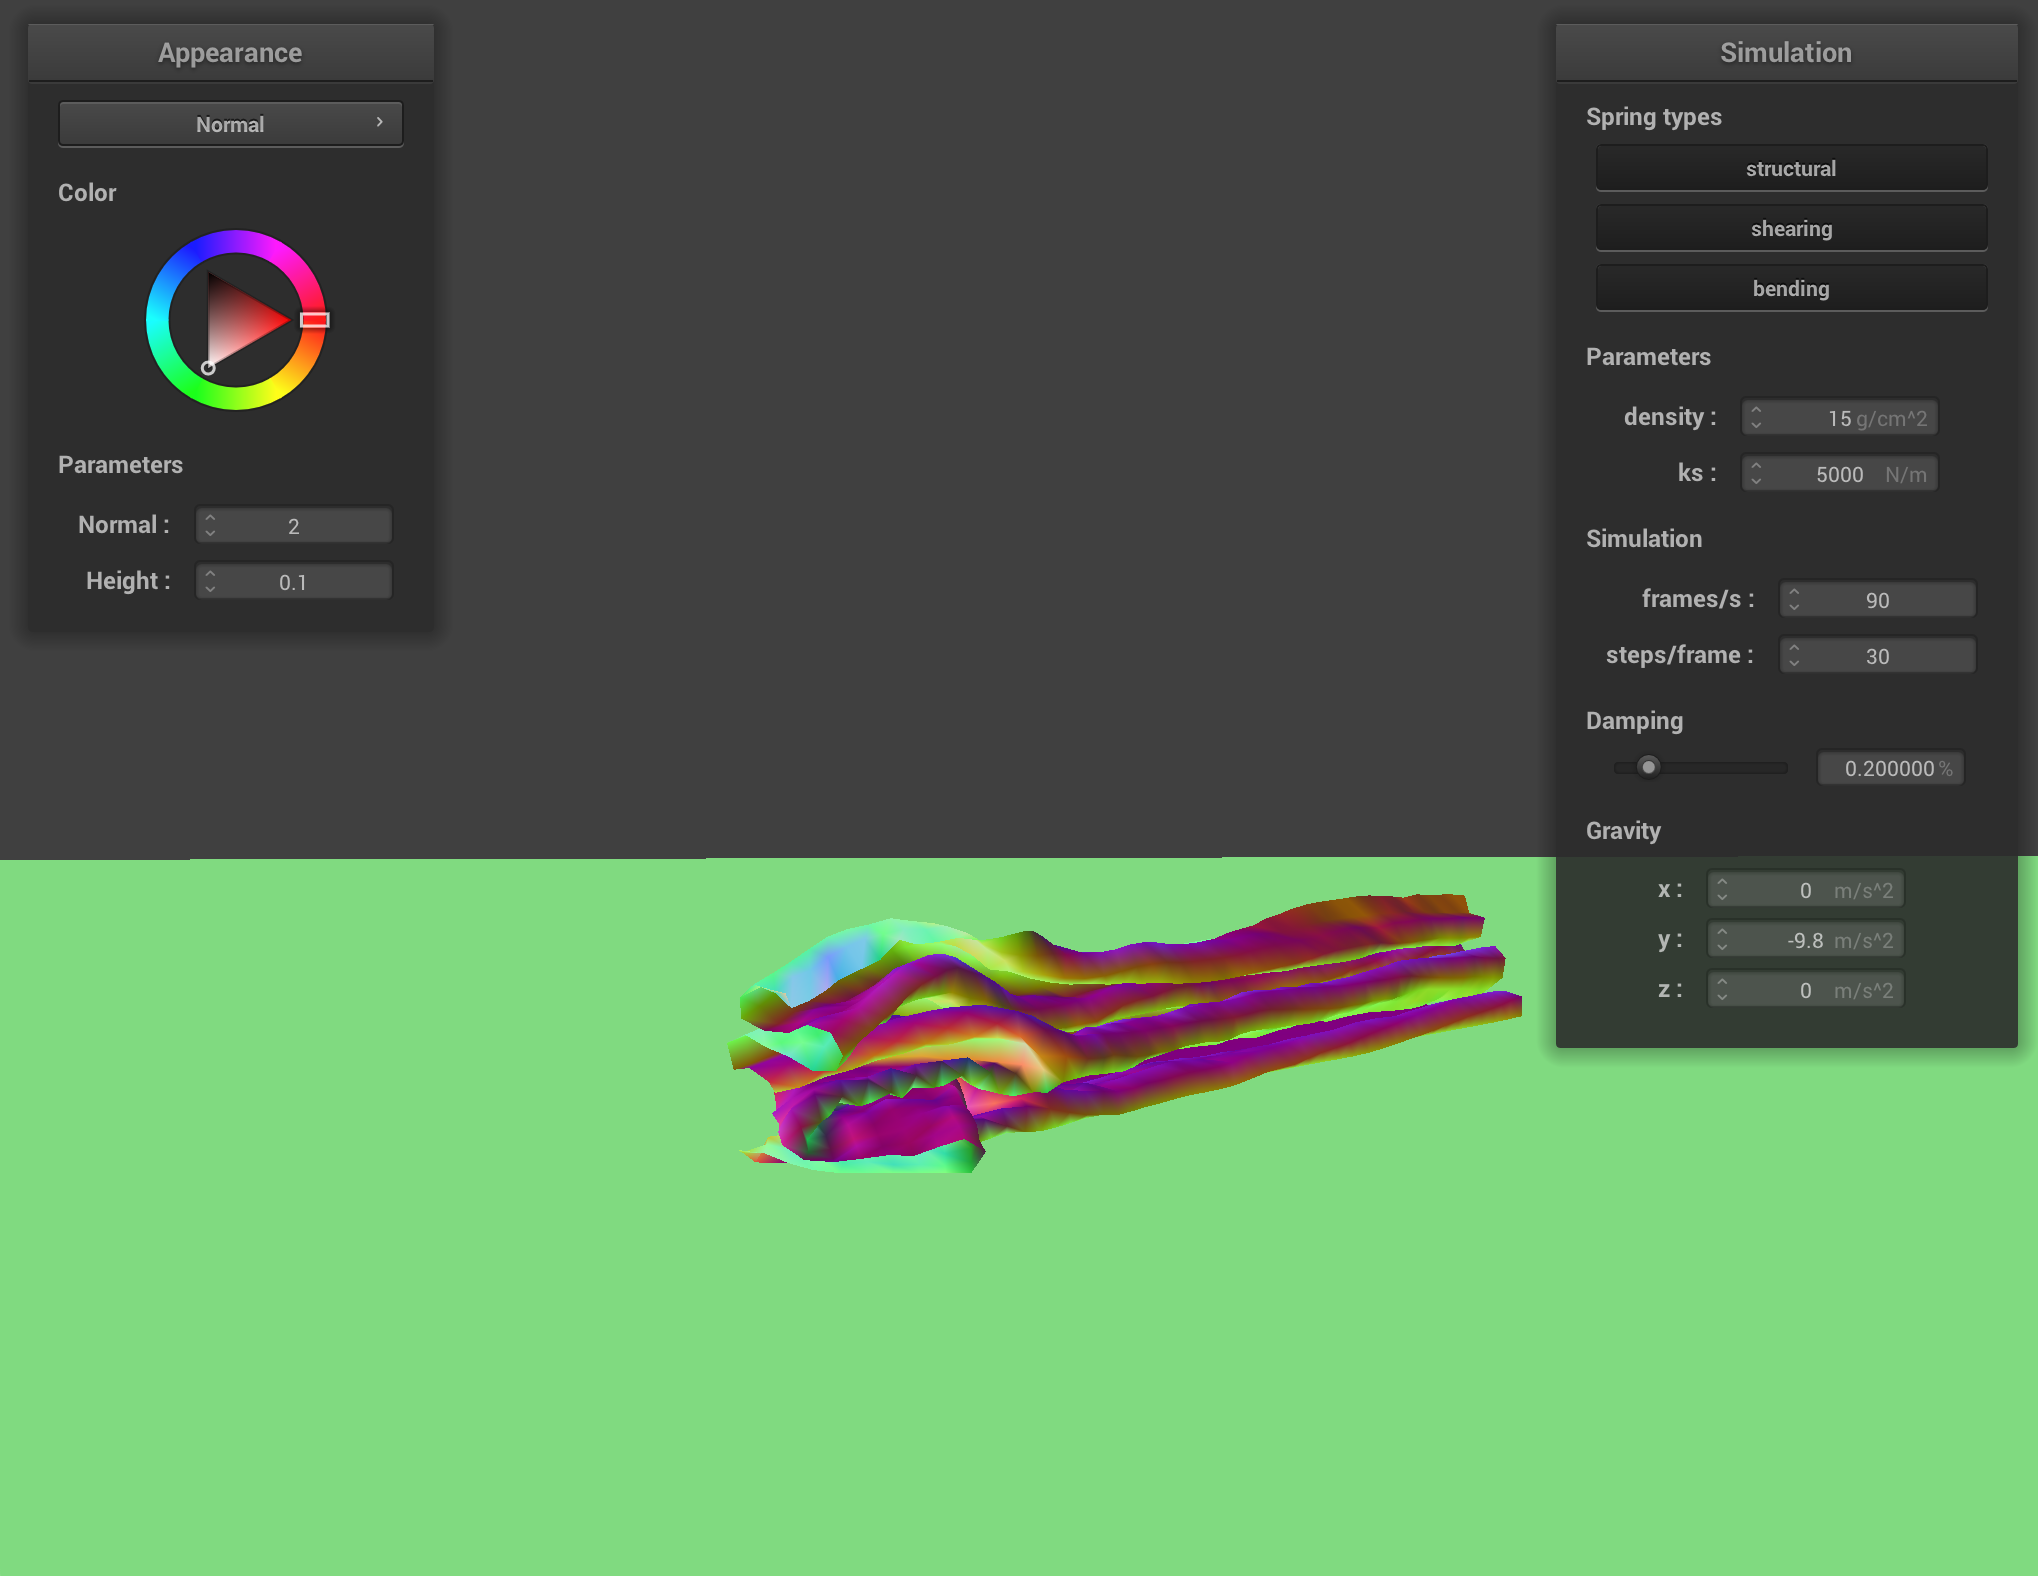 Appearance
Normal
Color
Parameters
Normal : 2
Height : 0.1
Simulation
Spring types
structural
shearing
bending
Parameters
density : 15 g/cm^2
ks : 5000 N/m
Simulation
frames/s : 90
steps/frame : 30
Damping
0.200000 %
Gravity
x : 0 m/s^2
y : -9.8 m/s^2
z : 0 m/s^2